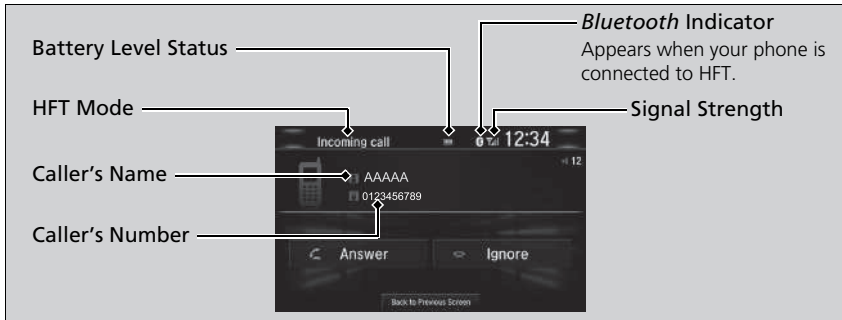 Bluetooth Indicator
Appears when your phone is
connected to HFT.
Battery Level Status
HFT Mode
Signal Strength
Incoming call
12:34
12
Caller's Name
AAAAA
0123456789
Caller's Number
Answer
Ignore
Back to Previous Screen